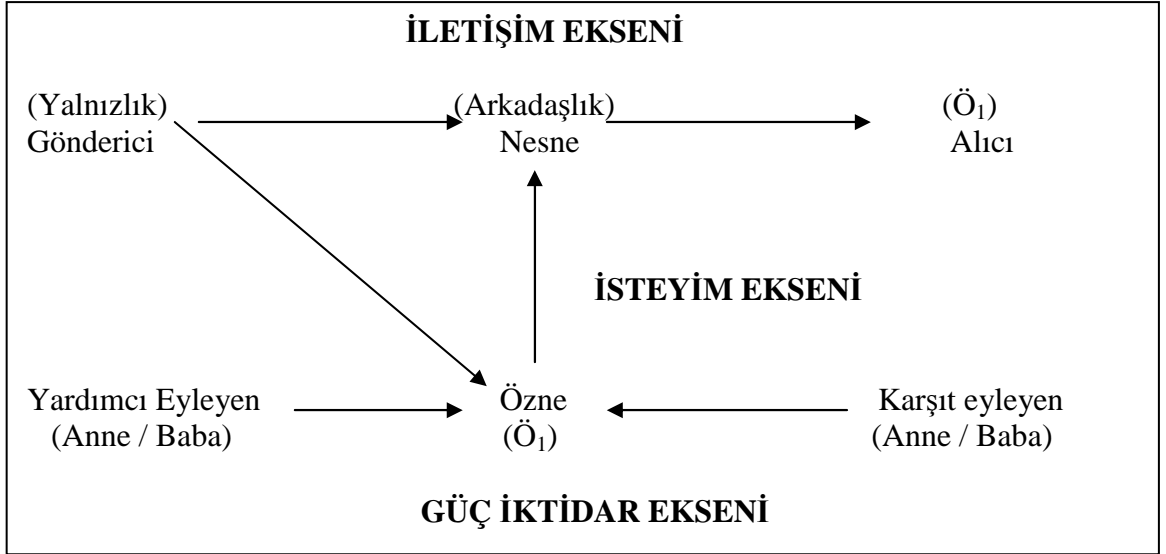 İLETİŞİM EKSENİ
(Yalnızlık) (Arkadaşlık) (Ö₁)
Gönderici Nesne Alıcı
İSTEYİM EKSENİ
Yardımcı Eyleyen Özne Karşıt eyleyen
(Anne / Baba) (Ö₁) (Anne / Baba)
GÜÇ İKTİDAR EKSENİ